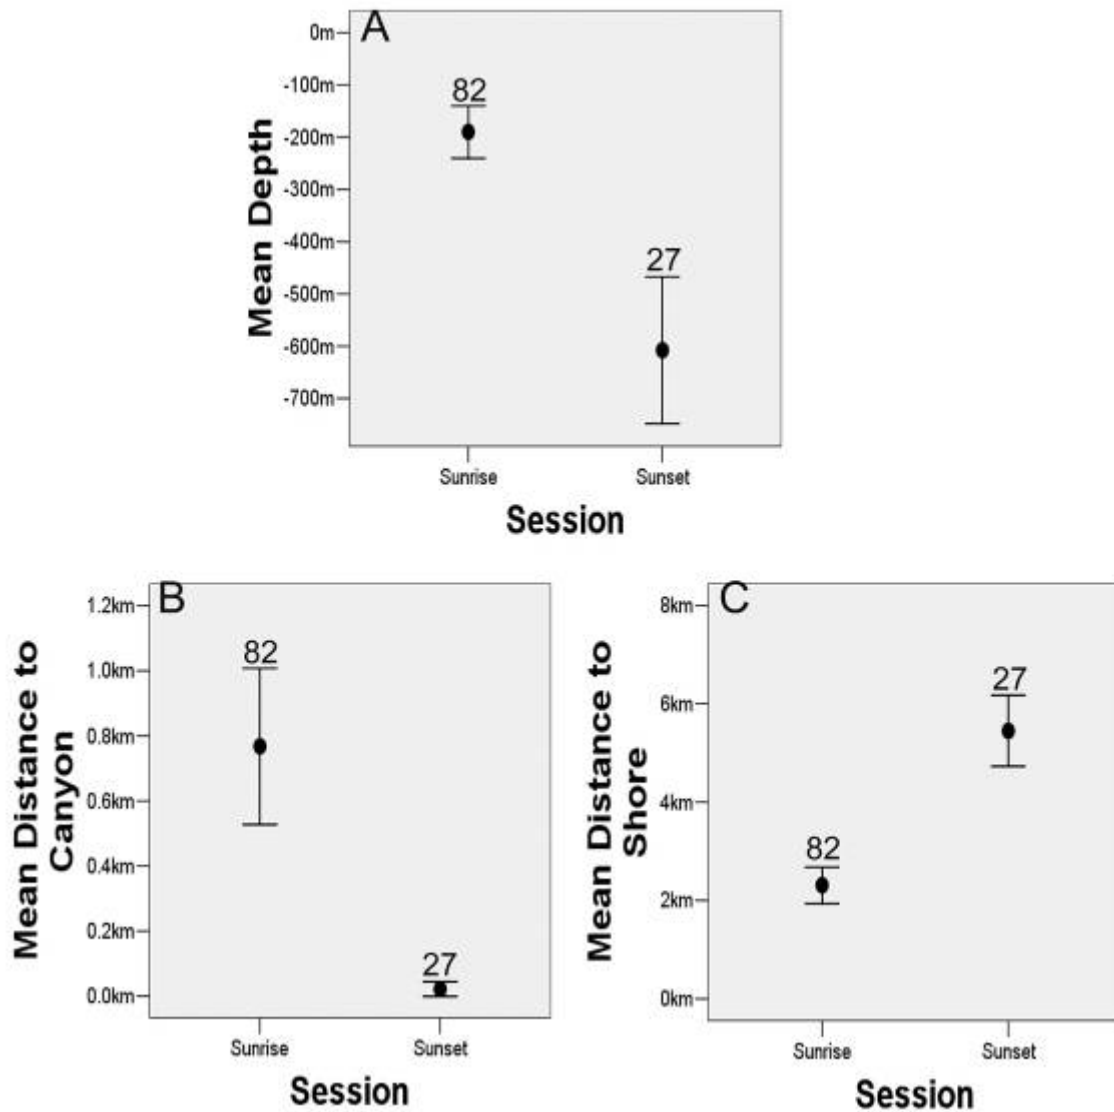 A
0m
-100m
-200m
-300m
-400m
-500m
-600m
-700m
Mean Depth
82
27
Sunrise
Sunset
Session
B
1.2km
1.0km
0.8km
0.6km
0.4km
0.2km
0.0km
Mean Distance to
Canyon
82
27
Sunrise
Sunset
Session
C
8km
6km
4km
2km
0km
Mean Distance to
Shore
82
27
Sunrise
Sunset
Session